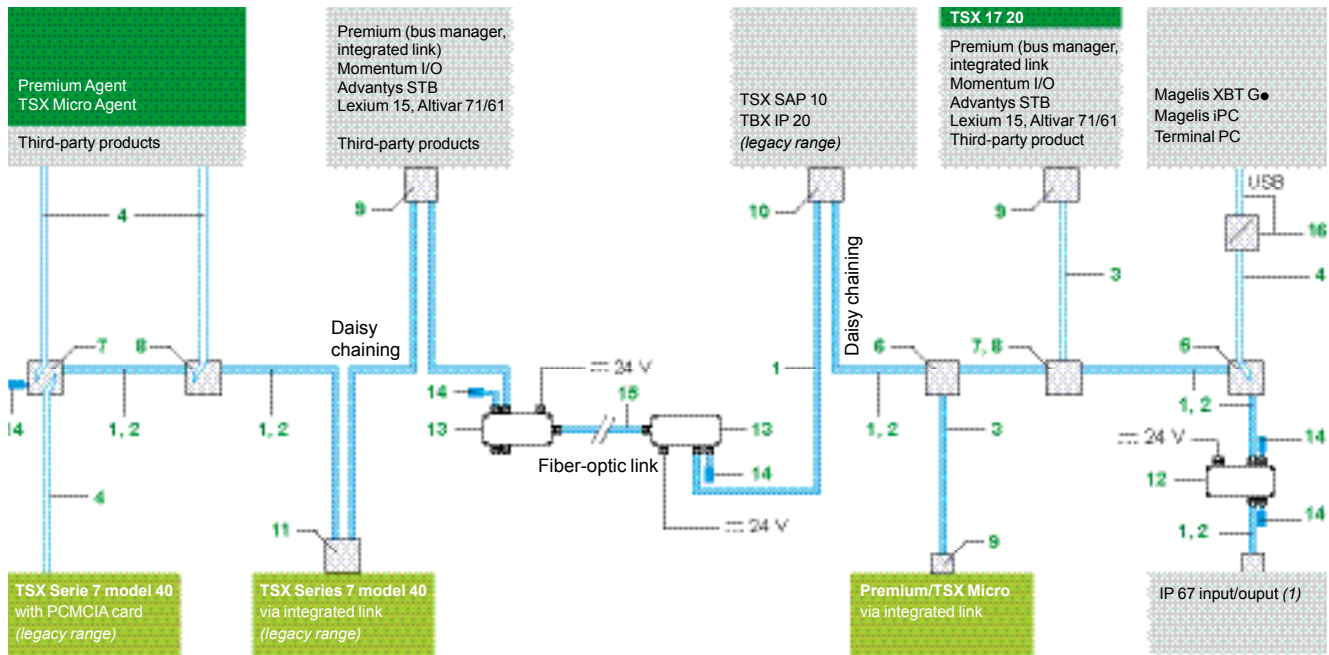 Premium Agent
TSX Micro Agent
Third-party products
Premium (bus manager,
integrated link)
Momentum I/O
Advantys STB
Lexium 15, Altivar 71/61
Third-party products
TSX SAP 10
TBX IP 20
(legacy range)
TSX 17 20
Premium (bus manager,
integrated link
Momentum I/O
Advantys STB
Lexium 15, Altivar 71/61
Third-party product
Magelis XBT G●
Magelis iPC
Terminal PC
USB
4
9
10
9
16
3
4
Daisy
chaining
Daisy chaining
7
8
6
7, 8
6
24 V
1
14
15
14
1, 2
1, 2
13
13
1, 2
3
1, 2
14
24 V
Fiber-optic link
14
12
4
24 V
14
11
1, 2
9
TSX Serie 7 model 40
with PCMCIA card
(legacy range)
TSX Series 7 model 40
via integrated link
(legacy range)
Premium/TSX Micro
via integrated link
IP 67 input/ouput (1)